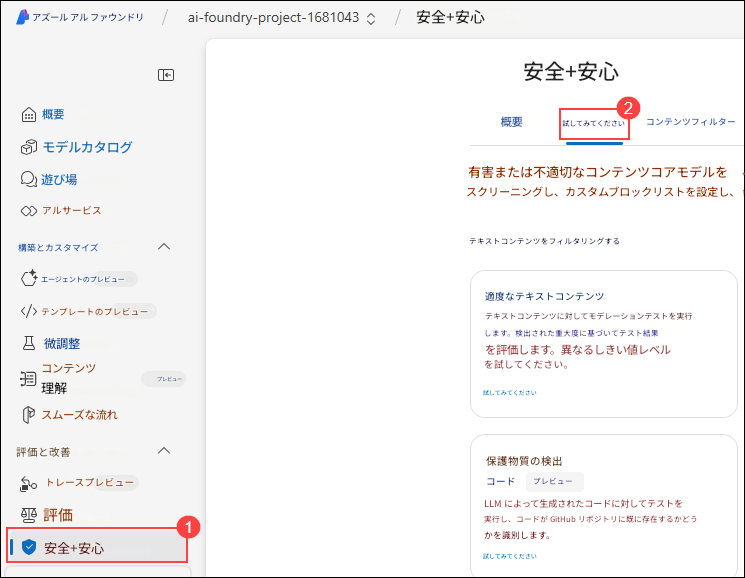 アズール アル ファウンドリ / ai-foundry-project-1681043 / 安全+安心
概要
モデルカタログ
遊び場
アルサービス
構築とカスタマイズ
エージェントのプレビュー
テンプレートのプレビュー
微調整
コンテンツ
理解
プレビュー
スムーズな流れ
評価と改善
トレースプレビュー
評価
1
安全+安心
安全+安心
2
概要 試してみてください コンテンツフィルター
有害または不適切なコンテンツコアモデルを
スクリーニングし、カスタムブロックリストを設定し、
テキストコンテンツをフィルタリングする
適度なテキストコンテンツ
テキストコンテンツに対してモデレーションテストを実行
します。検出された重大度に基づいてテスト結果
を評価します。異なるしきい値レベル
を試してください。
試してみてください
保護物質の検出
コード プレビュー
LLM によって生成されたコードに対してテストを
実行し、コードが GitHub リポジトリに既に存在するかどう
かを識別します。
試してみてください